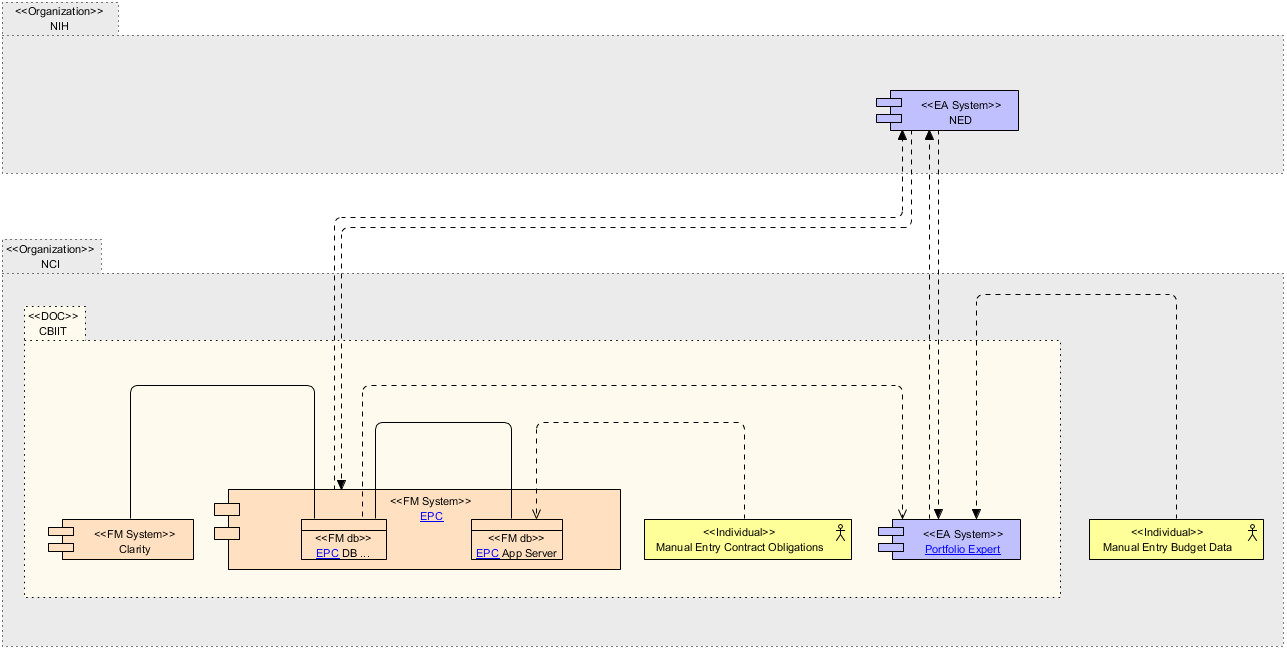 <<Organization>>
NIH
<<EA System>>
NED
<<Organization>>
NCI
<<DOC>>
CBIIT
<<FM System>>
Clarity
<<FM System>>
EPC
<<FM db>>
EPC DB ...
<<FM db>>
EPC App Server
<<Individual>>
Manual Entry Contract Obligations
<<EA System>>
Portfolio Expert
<<Individual>>
Manual Entry Budget Data